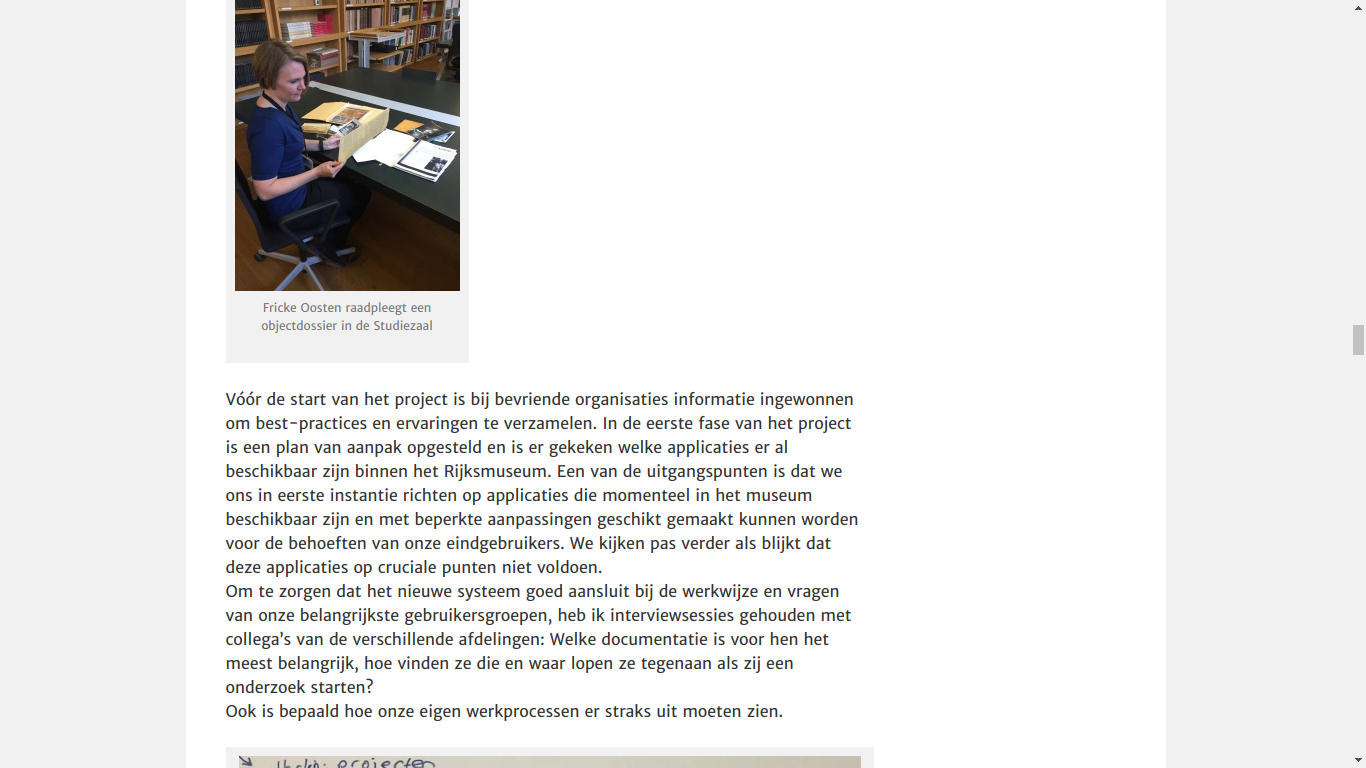 Fricke Oosten raadpleegt een
objectdossier in de Studiezaal
Vóór de start van het project is bij bevriende organisaties informatie ingewonnen
om best-practices en ervaringen te verzamelen. In de eerste fase van het project
is een plan van aanpak opgesteld en is er gekeken welke applicaties er al
beschikbaar zijn binnen het Rijksmuseum. Een van de uitgangspunten is dat we
ons in eerste instantie richten op applicaties die momenteel in het museum
beschikbaar zijn en met beperkte aanpassingen geschikt gemaakt kunnen worden
voor de behoeften van onze eindgebruikers. We kijken pas verder als blijkt dat
deze applicaties op cruciale punten niet voldoen.
Om te zorgen dat het nieuwe systeem goed aansluit bij de werkwijze en vragen
van onze belangrijkste gebruikersgroepen, heb ik interviewsessies gehouden met
collega’s van de verschillende afdelingen: Welke documentatie is voor hen het
meest belangrijk, hoe vinden ze die en waar lopen ze tegenaan als zij een
onderzoek starten?
Ook is bepaald hoe onze eigen werkprocessen er straks uit moeten zien.
projecten